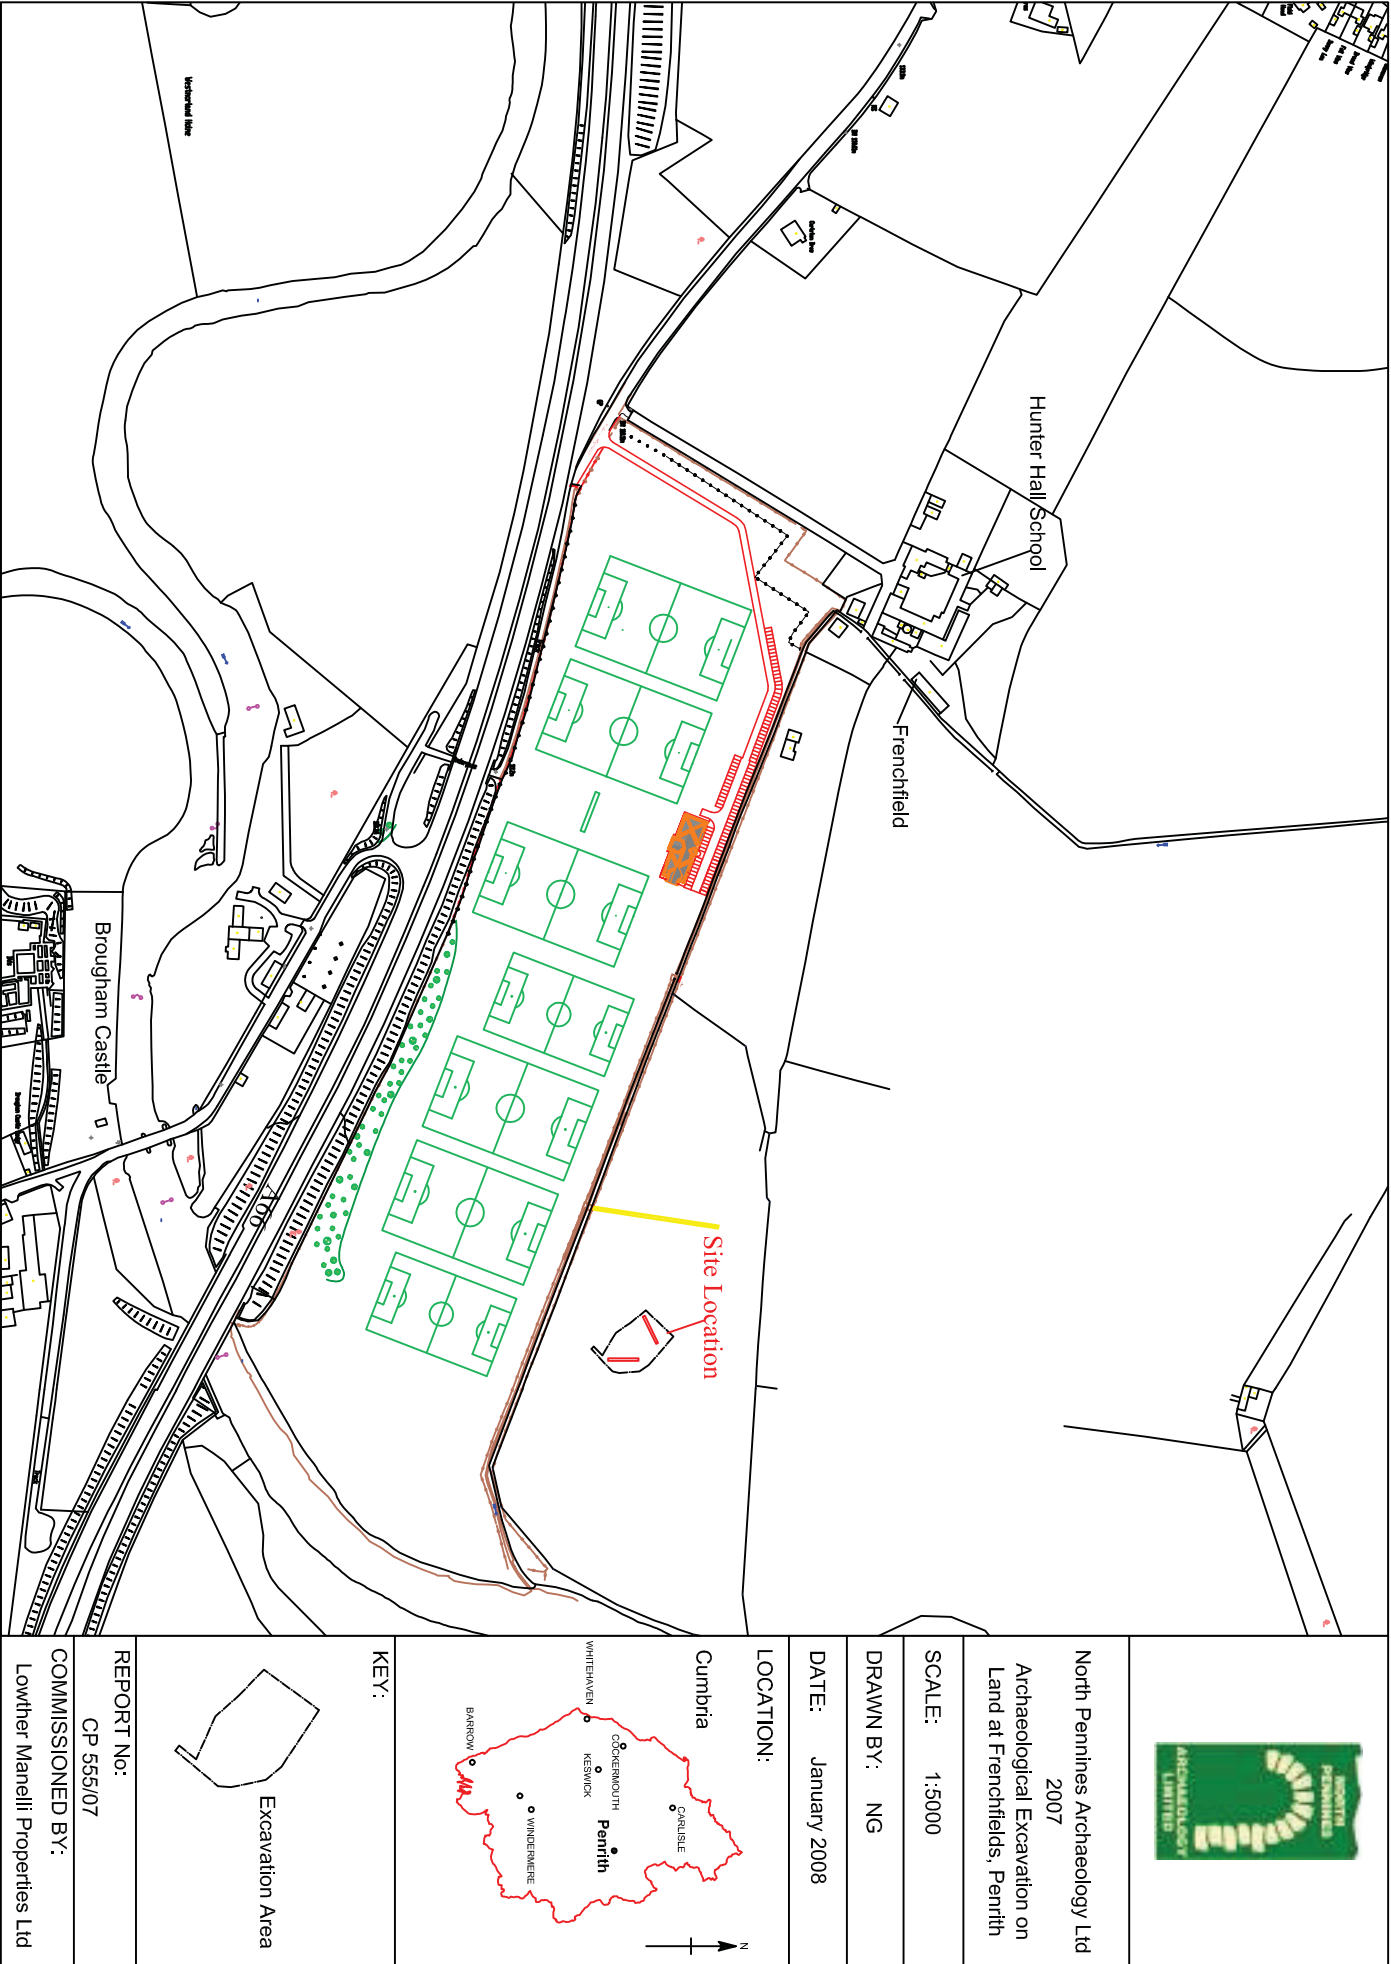 Hunter Hall School
Frenchfield
Westmorland Holme
Brougham Castle
A66
Site Location
NORTH
PENNINES
ARCHAEOLOGY
LIMITED
North Pennines Archaeology Ltd
2007
Archaeological Excavation on
Land at Frenchfields, Penrith
SCALE: 1:5000
DRAWN BY: NG
DATE: January 2008
LOCATION:
Cumbria
N
CARLISLE
COCKERMOUTH
WHITEHAVEN
KESWICK
Penrith
WINDERMERE
BARROW
KEY:
Excavation Area
REPORT No:
CP 555/07
COMMISSIONED BY:
Lowther Manelli Properties Ltd